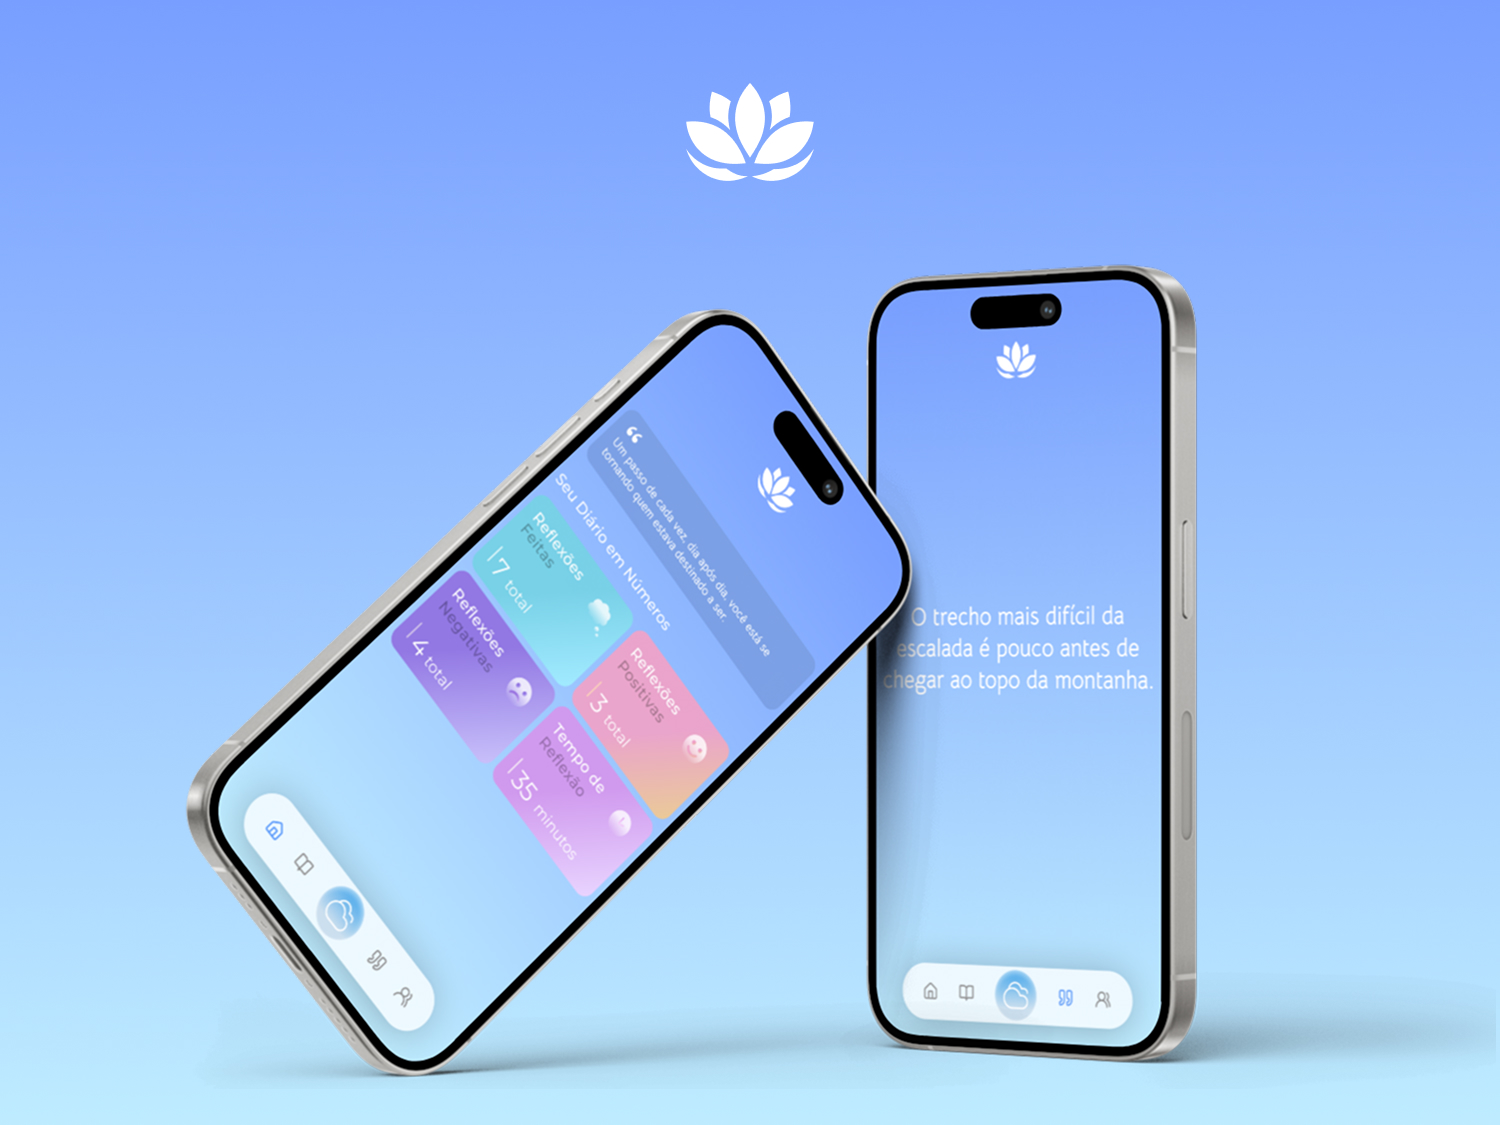 “
Um passo de cada vez, dia após dia, você está se
tornando quem estava destinado a ser.
Seu Diário em Números
Reflexões
Feitas
7 total
Reflexões
Positivas
3 total
Reflexões
Negativas
4 total
Tempo de
Reflexão
35 minutos
O trecho mais difícil da
escalada é pouco antes de
chegar ao topo da montanha.